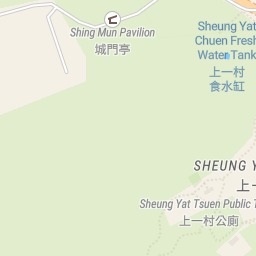 Shing Mun Pavilion
城門亭
Sheung Yat
Chuen Fresh
Water Tank
上一村
食水缸
SHEUNG Y
上一
Sheung Yat Tsuen Public T
上一村公廁